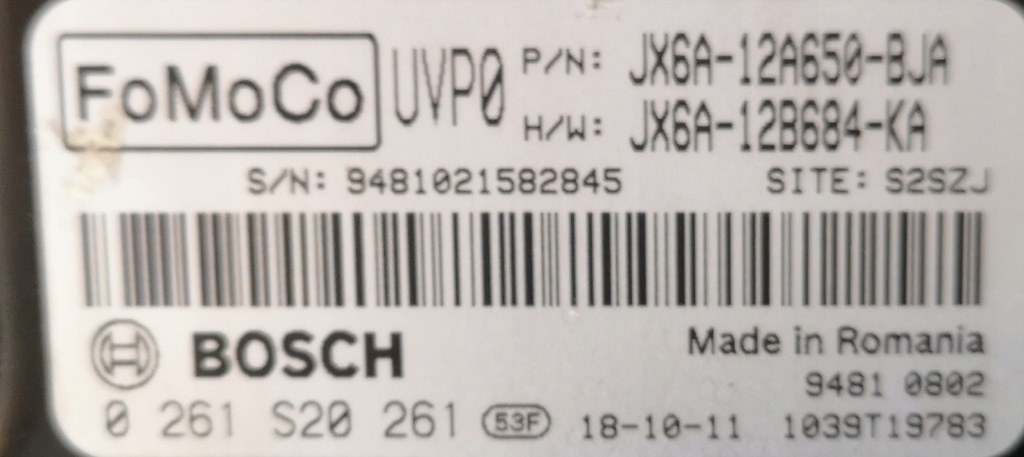 FoMoCo UVP0 P/N: JX6A-12A650-BJA
H/W: JX6A-12B684-KA
S/N: 9481021582845 SITE: S2SZJ
BOSCH Made in Romania
9481 0802
0 261 S20 261 53F 18-10-11 1039T19783